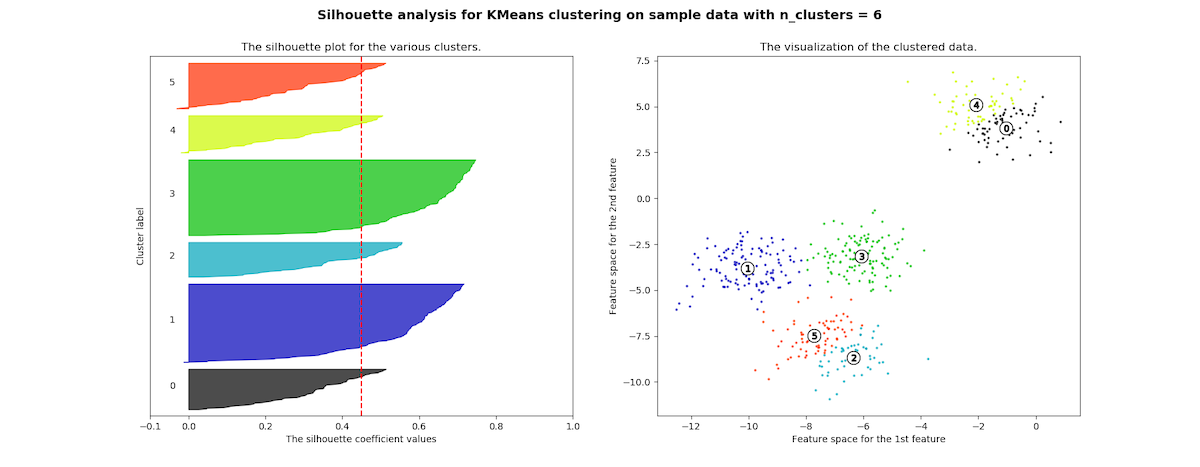 Silhouette analysis for KMeans clustering on sample data with n_clusters = 6
The silhouette plot for the various clusters.
5
4
3
2
1
0
Cluster label
−0.1 0.0 0.2 0.4 0.6 0.8 1.0
The silhouette coefficient values
The visualization of the clustered data.
7.5
5.0
2.5
0.0
−2.5
−5.0
−7.5
−10.0
Feature space for the 2nd feature
4
0
1
3
5
2
−12 −10 −8 −6 −4 −2 0
Feature space for the 1st feature